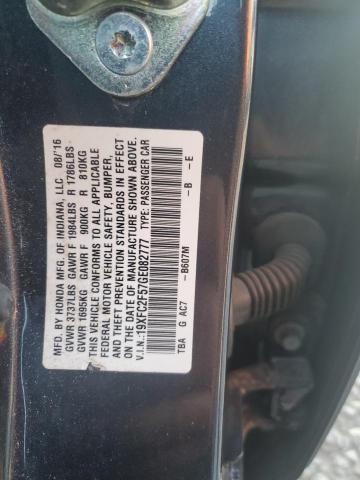 MFD. BY HONDA MFG. OF INDIANA, LLC 08/'16
GVWR 3737LBS GAWR F 1984LBS R 1786LBS
GVWR 1695KG GAWR F 900KG R 810KG
THIS VEHICLE CONFORMS TO ALL APPLICABLE
FEDERAL MOTOR VEHICLE SAFETY, BUMPER,
AND THEFT PREVENTION STANDARDS IN EFFECT
ON THE DATE OF MANUFACTURE SHOWN ABOVE.
V.I.N.:19XFC2F57GE082777 TYPE: PASSENGER CAR
TBA G AC7 -B607M -B -E